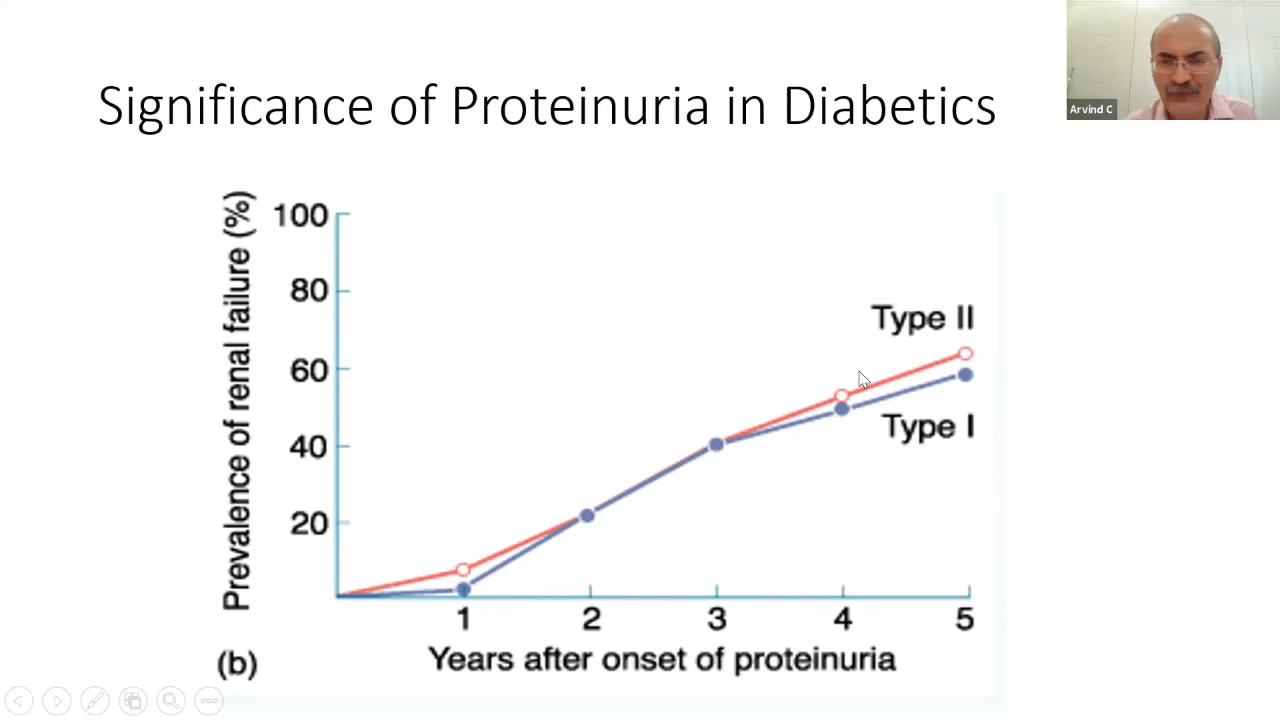 Arvind C
Significance of Proteinuria in Diabetics
Prevalence of renal failure (%)
100
80
60
40
20
Type II
Type I
1 2 3 4 5
Years after onset of proteinuria
(b)